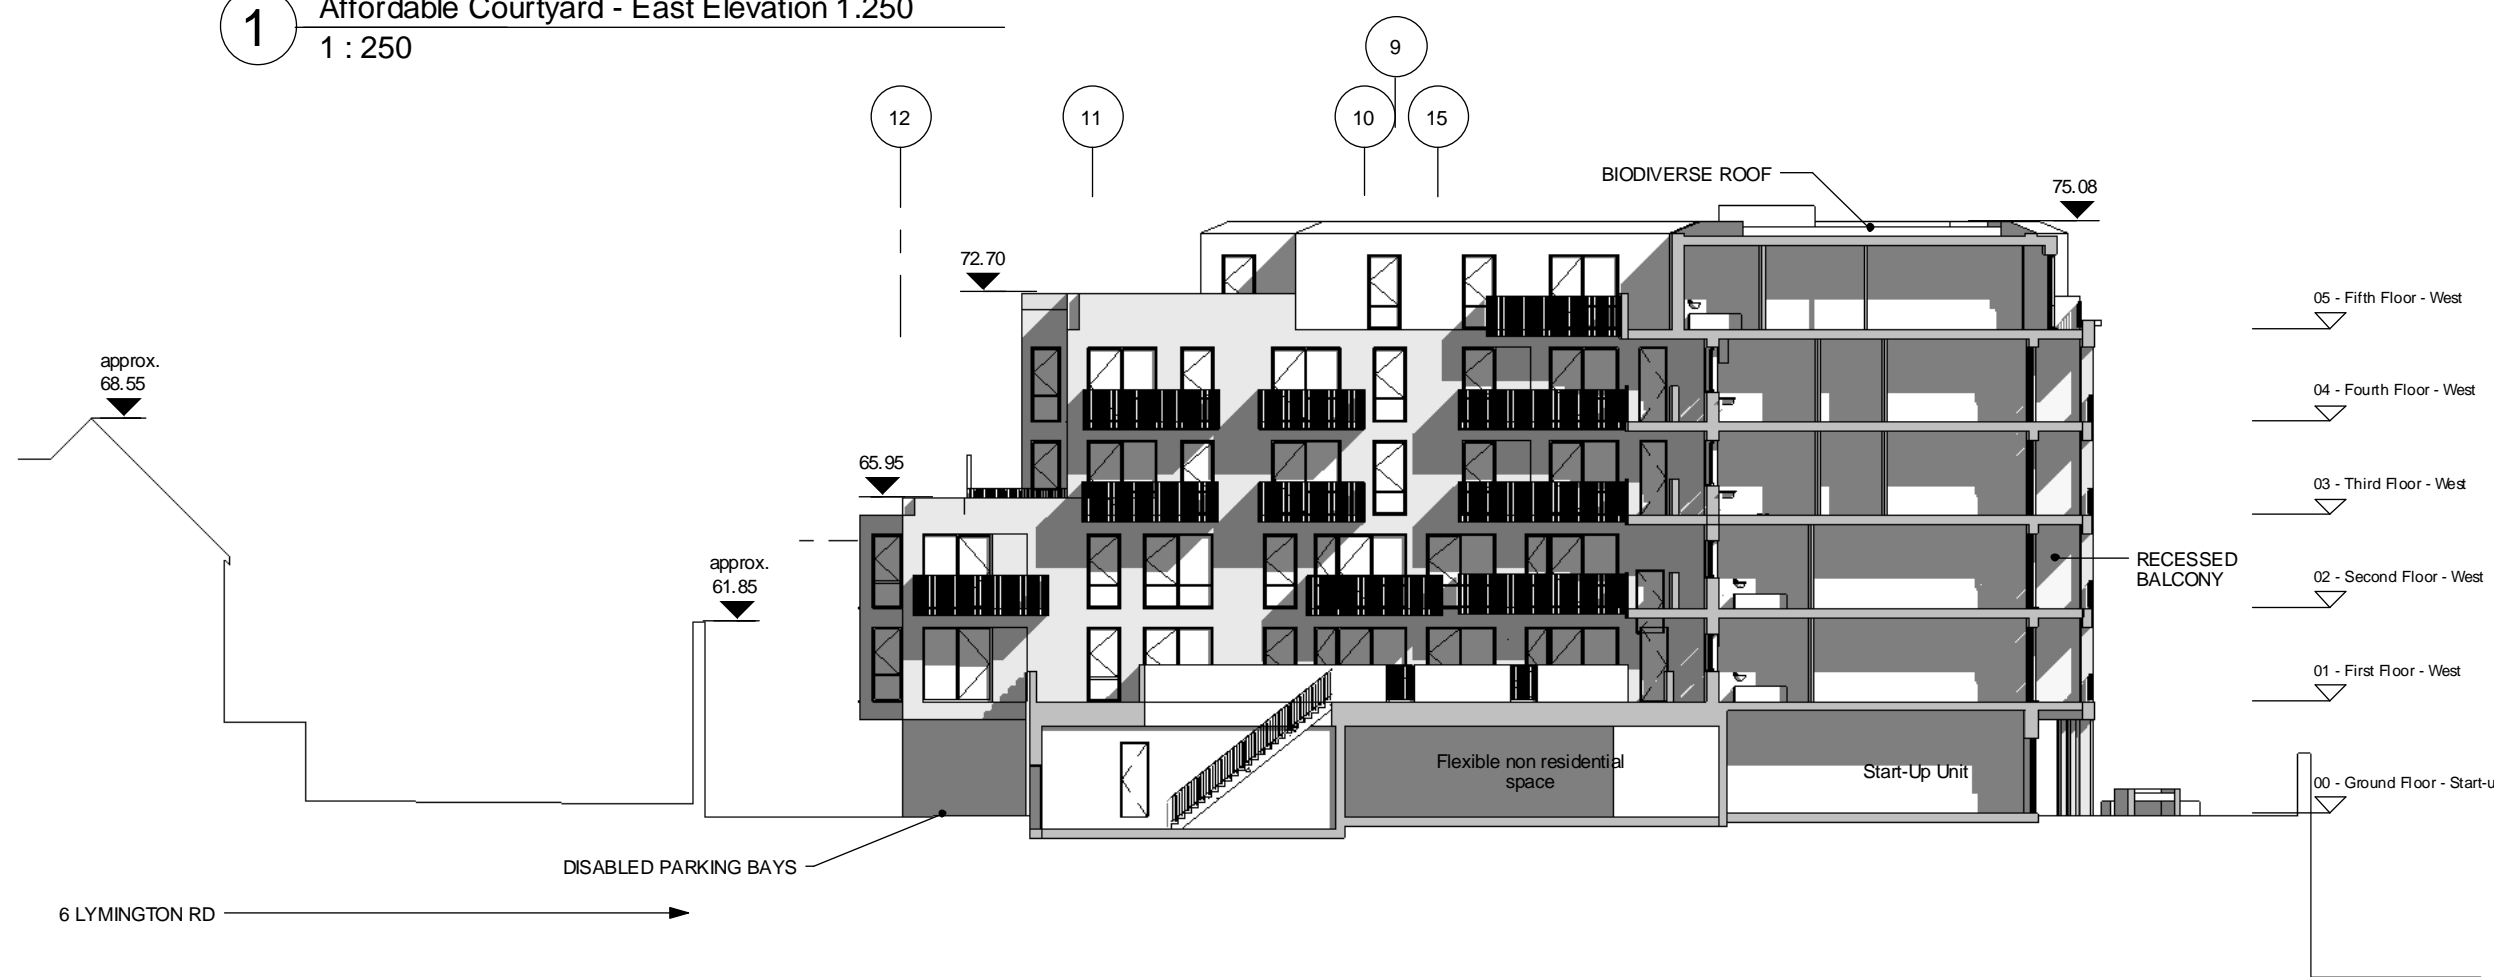 1
Affordable Courtyard - East Elevation 1.250
1 : 250
9
12
11
10
15
BIODIVERSE ROOF
75.08
72.70
05 - Fifth Floor - West
approx.
68.55
04 - Fourth Floor - West
65.95
03 - Third Floor - West
approx.
61.85
RECESSED
BALCONY
02 - Second Floor - West
01 - First Floor - West
Flexible non residential
space
Start-Up Unit
00 - Ground Floor - Start-u
DISABLED PARKING BAYS
6 LYMINGTON RD